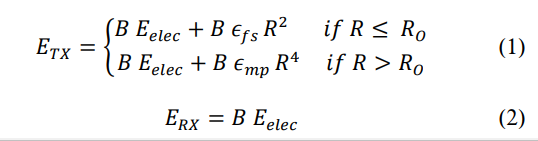 E_TX = { B E_elec + B ϵ_fs R^2 if R ≤ R_O
B E_elec + B ϵ_mp R^4 if R > R_O (1)
E_RX = B E_elec (2)